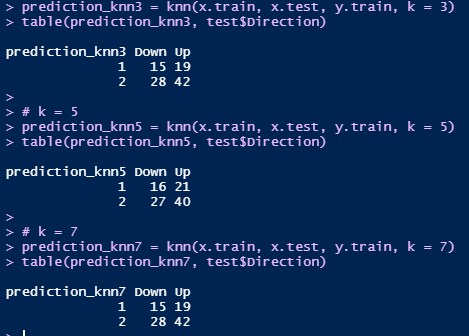 > prediction_knn3 = knn(x.train, x.test, y.train, k = 3)
> table(prediction_knn3, test$Direction)
prediction_knn3 Down Up
1 15 19
2 28 42
>
> # k = 5
> prediction_knn5 = knn(x.train, x.test, y.train, k = 5)
> table(prediction_knn5, test$Direction)
prediction_knn5 Down Up
1 16 21
2 27 40
>
> # k = 7
> prediction_knn7 = knn(x.train, x.test, y.train, k = 7)
> table(prediction_knn7, test$Direction)
prediction_knn7 Down Up
1 15 19
2 28 42
>